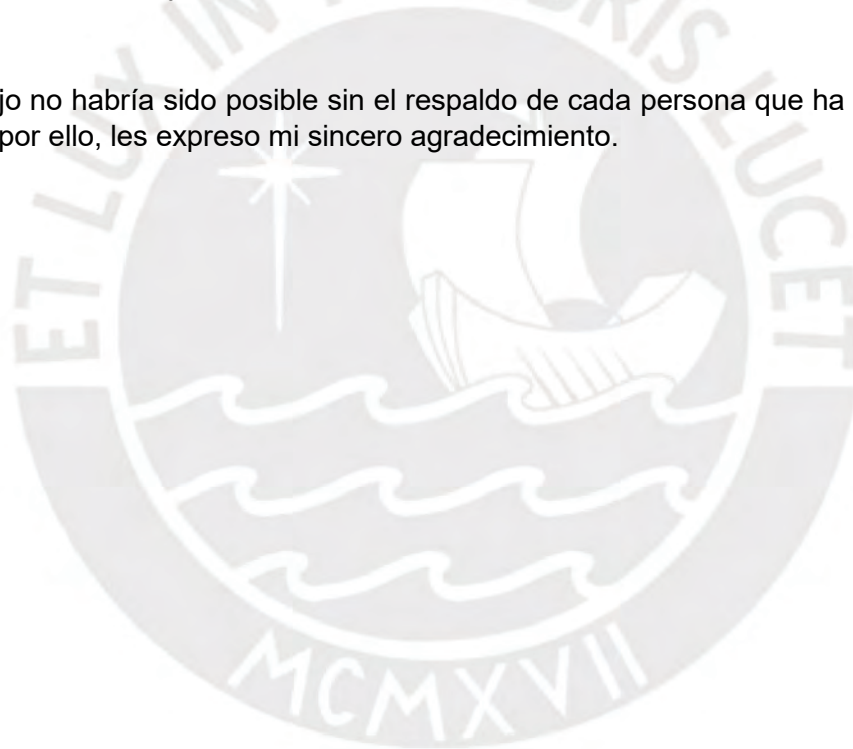 jo no habría sido posible sin el respaldo de cada persona que ha
por ello, les expreso mi sincero agradecimiento.
ET LUX IN TENEBRIS LUCET
MCMXVII